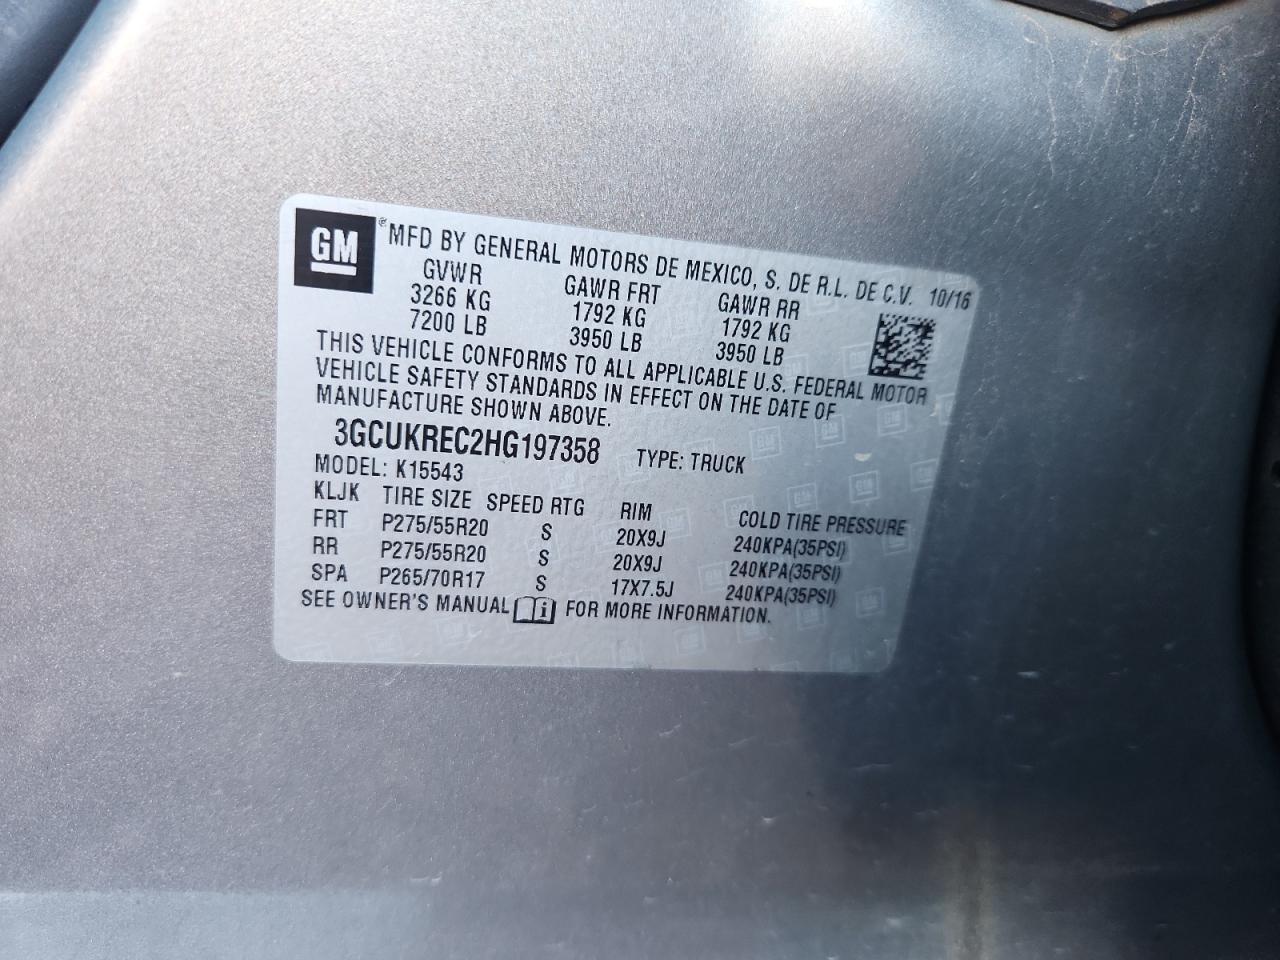 GM ® MFD BY GENERAL MOTORS DE MEXICO, S. DE R.L. DE C.V. 10/16
GVWR GAWR FRT GAWR RR
3266 KG 1792 KG 1792 KG
7200 LB 3950 LB 3950 LB
THIS VEHICLE CONFORMS TO ALL APPLICABLE U.S. FEDERAL MOTOR
VEHICLE SAFETY STANDARDS IN EFFECT ON THE DATE OF
MANUFACTURE SHOWN ABOVE.
3GCUKREC2HG197358 TYPE: TRUCK
MODEL: K15543
KLJK TIRE SIZE SPEED RTG RIM COLD TIRE PRESSURE
FRT P275/55R20 S 20X9J 240KPA(35PSI)
RR P275/55R20 S 20X9J 240KPA(35PSI)
SPA P265/70R17 S 17X7.5J 240KPA(35PSI)
SEE OWNER'S MANUAL i FOR MORE INFORMATION.